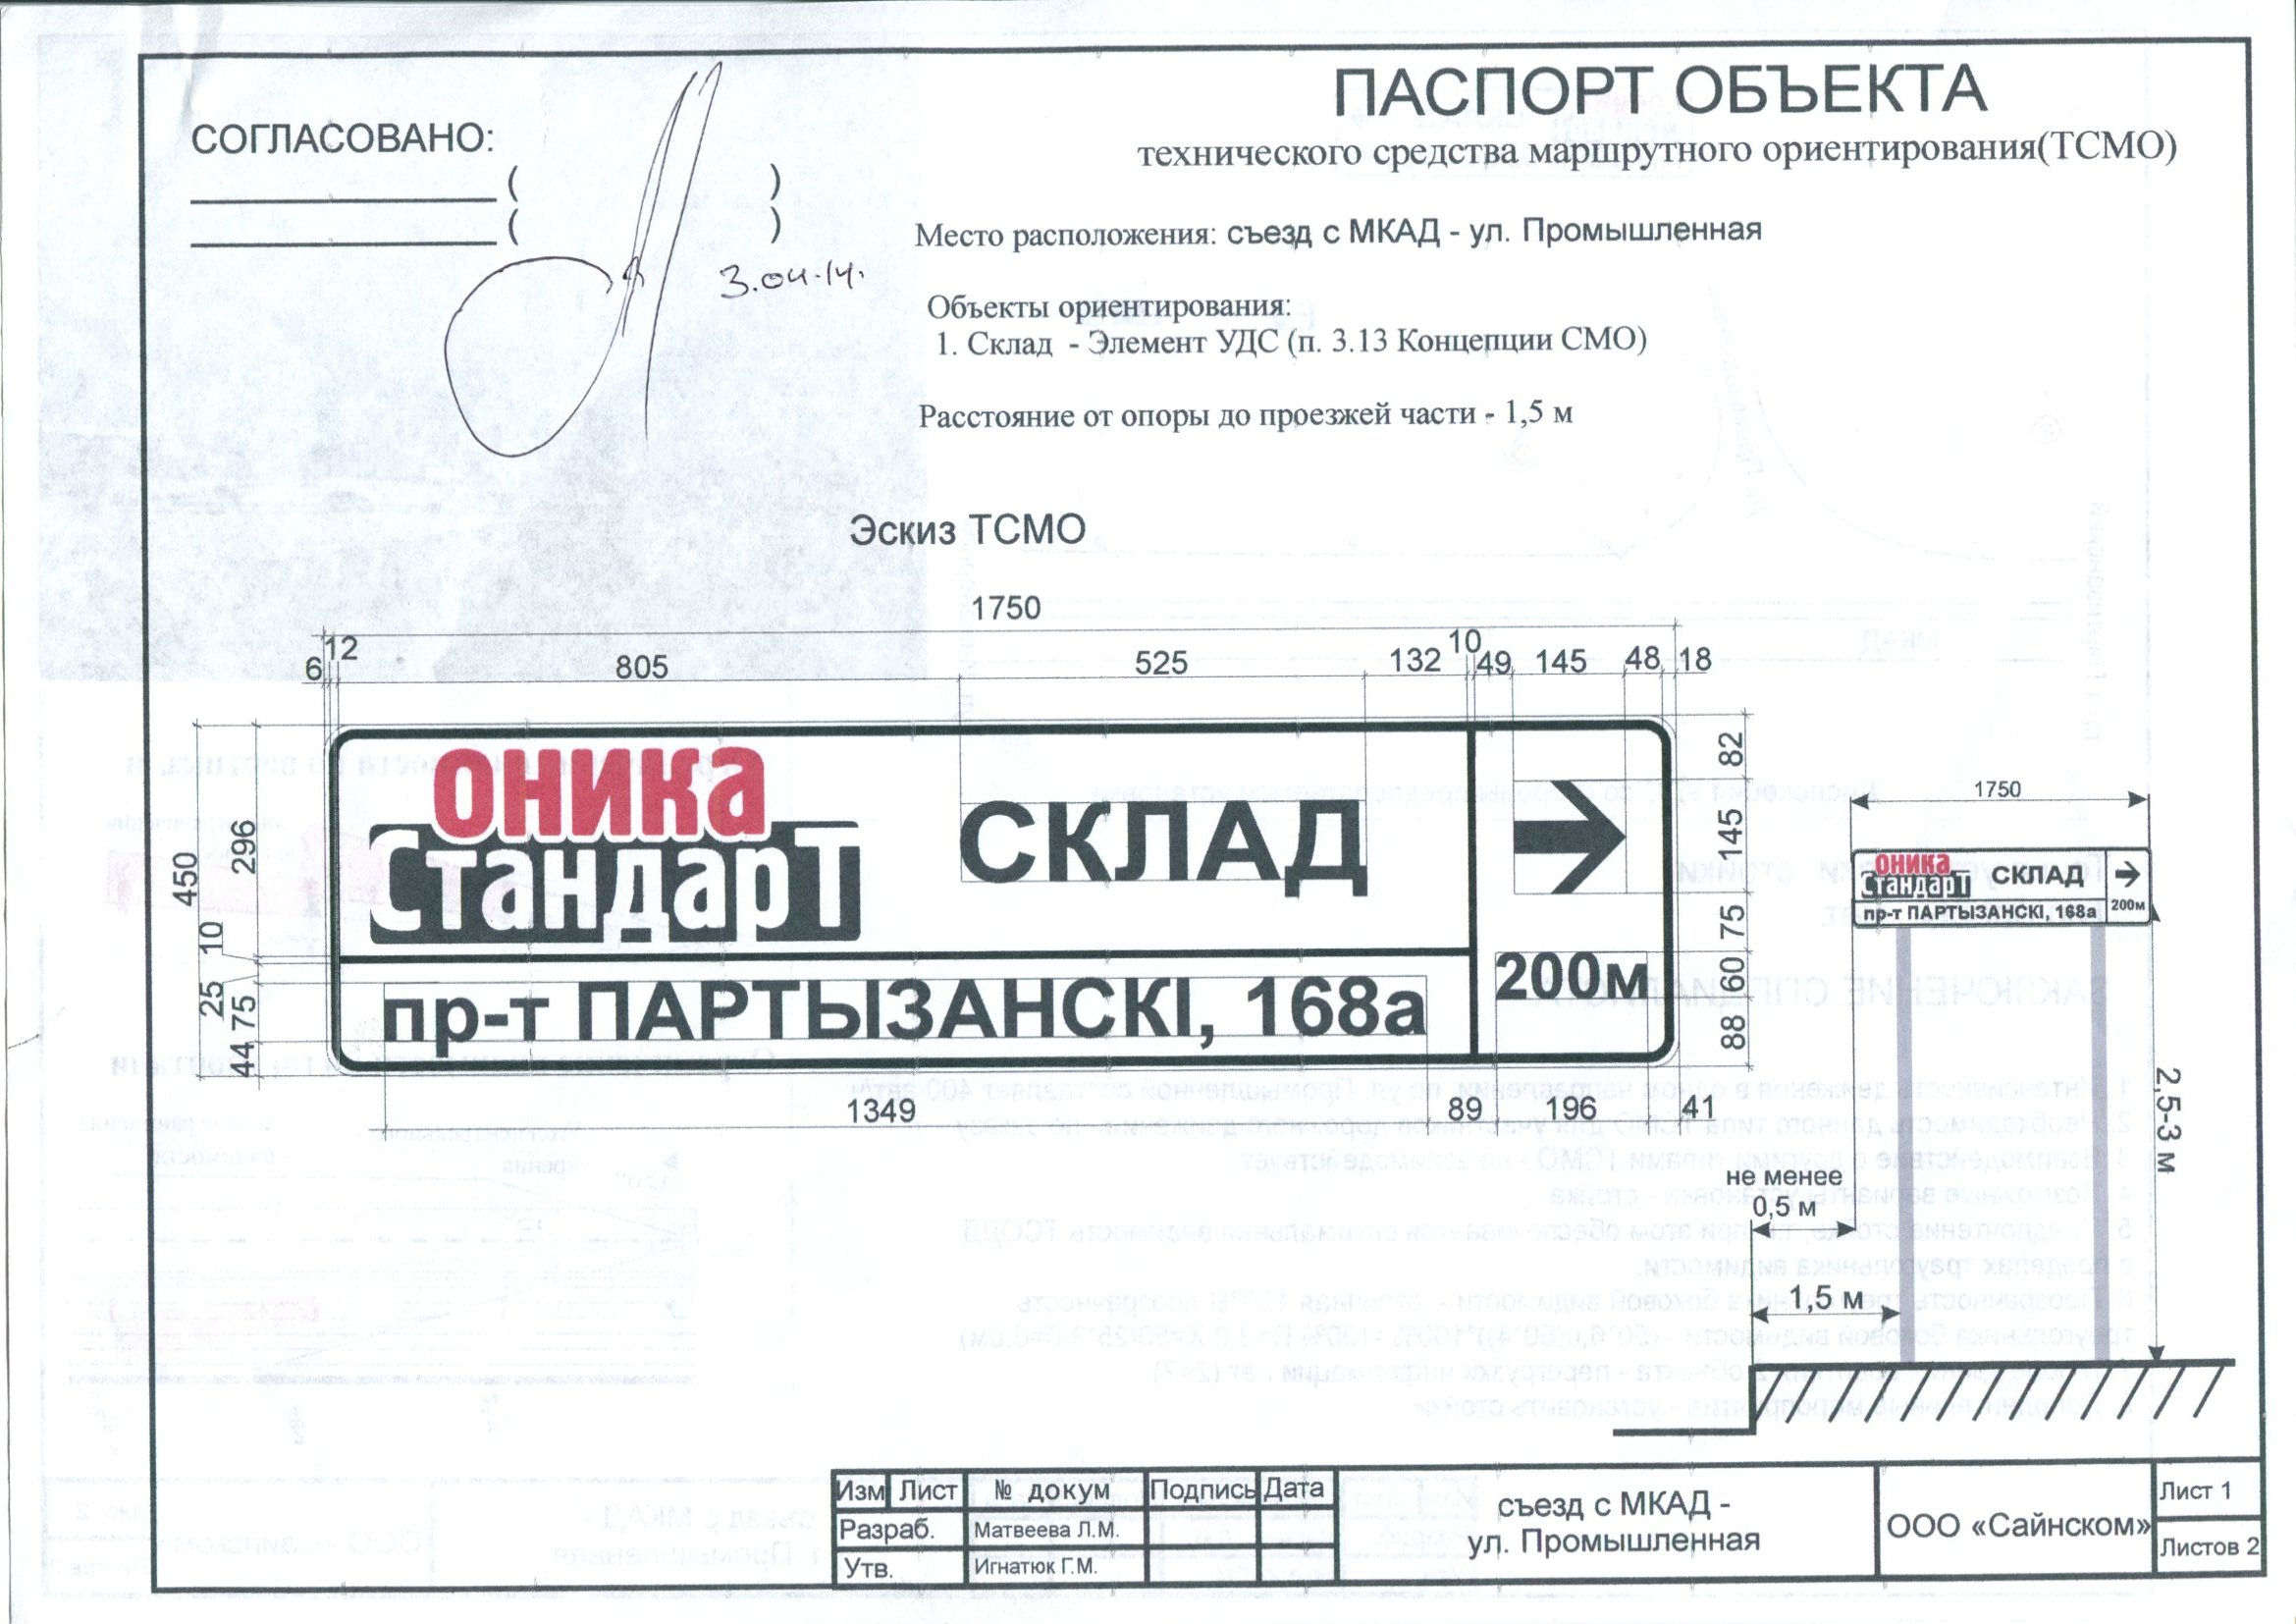 СОГЛАСОВАНО:
( )
( )
3.04.14.
ПАСПОРТ ОБЪЕКТА
технического средства маршрутного ориентирования(ТСМО)
Место расположения: съезд с МКАД - ул. Промышленная
Объекты ориентирования:
1. Склад - Элемент УДС (п. 3.13 Концепции СМО)
Расстояние от опоры до проезжей части - 1,5 м
Эскиз ТСМО
1750
6 12 805 525 132 10 49 145 48 18
450 296 10 25 75 44
оника
Стандарт
СКЛАД
200м
пр-т ПАРТЫЗАНСКІ, 168а
82 145 75 60 88
1349 89 196 41
1750
оника
Стандарт
СКЛАД
пр-т ПАРТЫЗАНСКІ, 168а
200м
2,5-3 м
не менее
0,5 м
1,5 м
Изм Лист № докум Подпись Дата
Разраб. Матвеева Л.М.
Утв. Игнатюк Г.М.
съезд с МКАД -
ул. Промышленная
ООО «Сайнском»
Лист 1
Листов 2